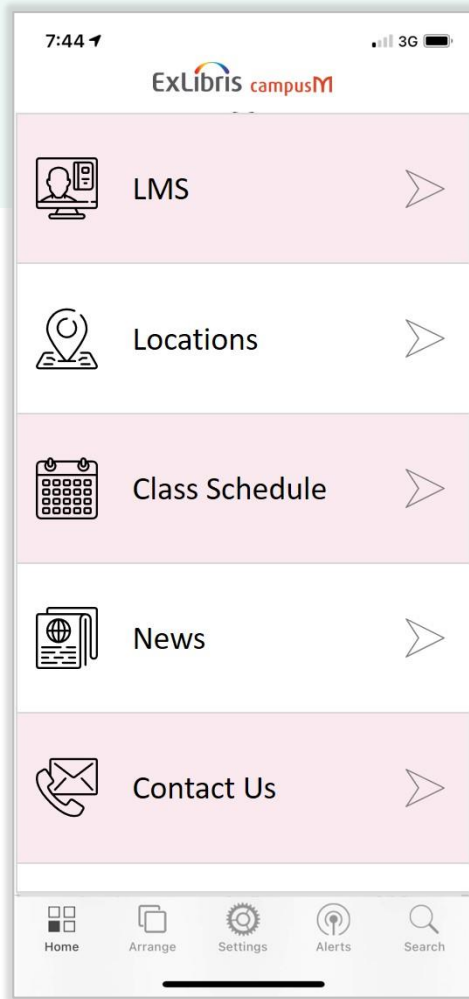 7:44 3G
ExLibris campusM
LMS
Locations
Class Schedule
News
Contact Us
Home Arrange Settings Alerts Search